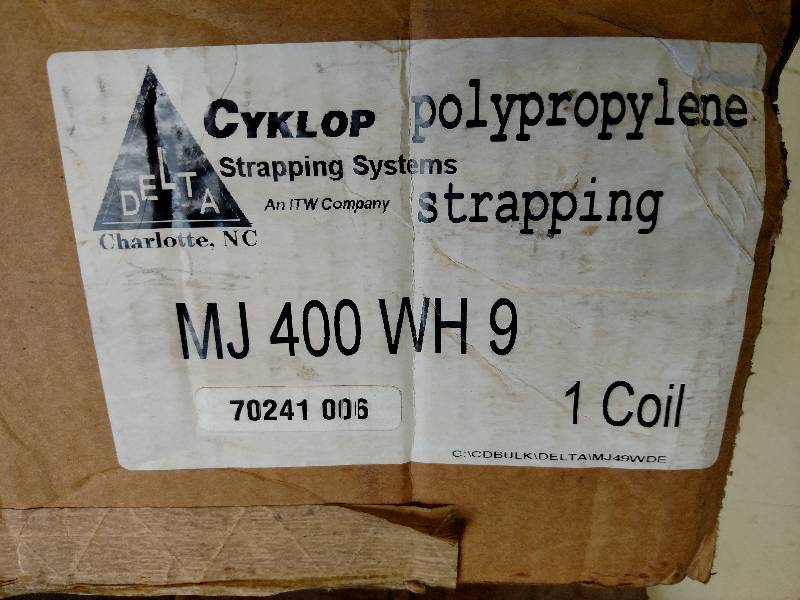 CYKLOP polypropylene
Strapping Systems
An ITW Company strapping
DELTA
Charlotte, NC
MJ 400 WH 9
70241 006
1 Coil
C:\CDBULK\DELTA\MJ49WDE